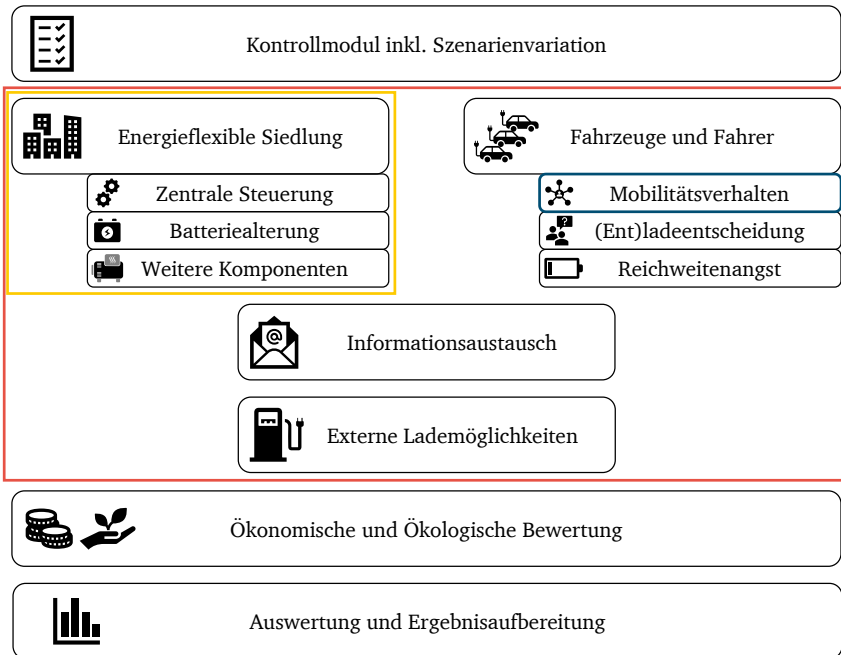 Kontrollmodul inkl. Szenarienvariation
Energieflexible Siedlung
Zentrale Steuerung
Batteriealterung
Weitere Komponenten
Fahrzeuge und Fahrer
Mobilitätsverhalten
(Ent)ladeentscheidung
Reichweitenangst
Informationsaustausch
Externe Lademöglichkeiten
Ökonomische und Ökologische Bewertung
Auswertung und Ergebnisaufbereitung